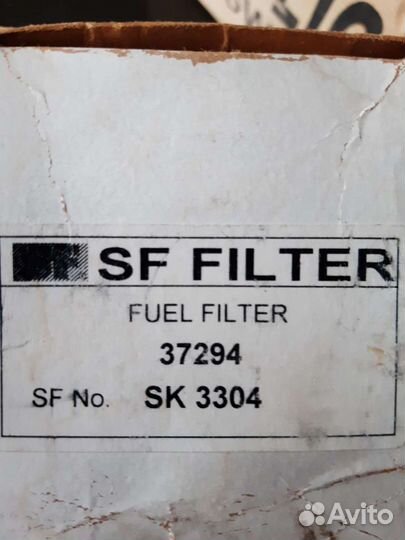 SF FILTER
FUEL FILTER
37294
SF No. SK 3304
Avito